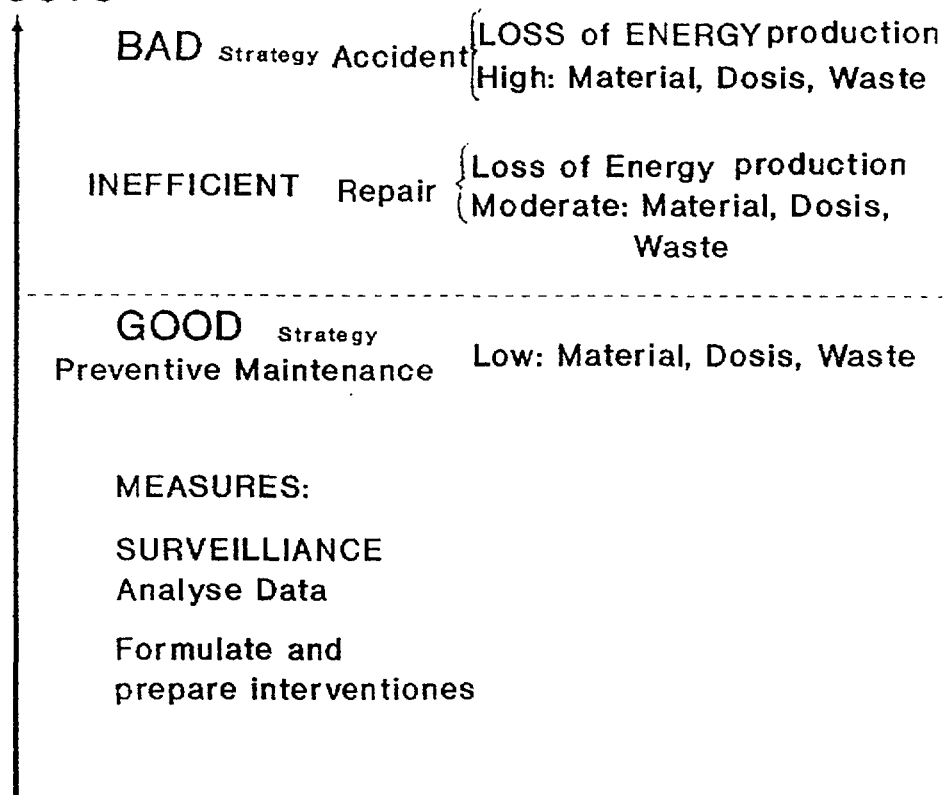 BAD Strategy Accident LOSS of ENERGY production
High: Material, Dosis, Waste
INEFFICIENT Repair Loss of Energy production
Moderate: Material, Dosis,
Waste
GOOD Strategy
Preventive Maintenance Low: Material, Dosis, Waste
MEASURES:
SURVEILLIANCE
Analyse Data
Formulate and
prepare interventiones